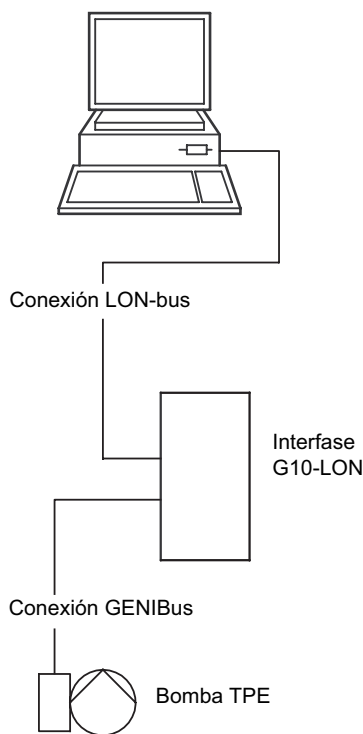 Conexión LON-bus
Interfase
G10-LON
Conexión GENIBus
Bomba TPE